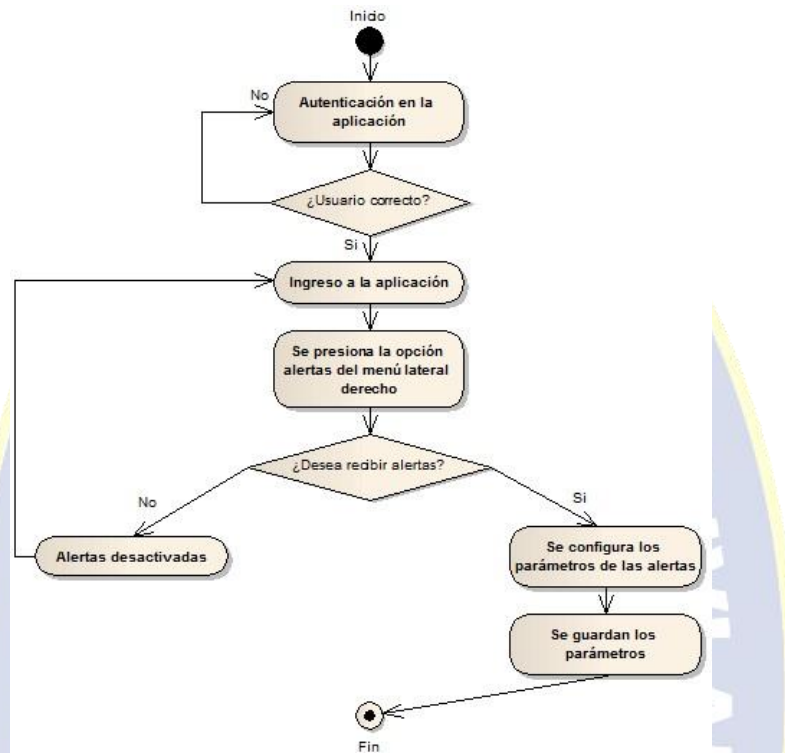 Inicio
No
Autenticación en la
aplicación
¿Usuario correcto?
Si
Ingreso a la aplicación
Se presiona la opción
alertas del menú lateral
derecho
¿Desea recibir alertas?
No
Si
Alertas desactivadas
Se configura los
parámetros de las alertas
Se guardan los
parámetros
Fin